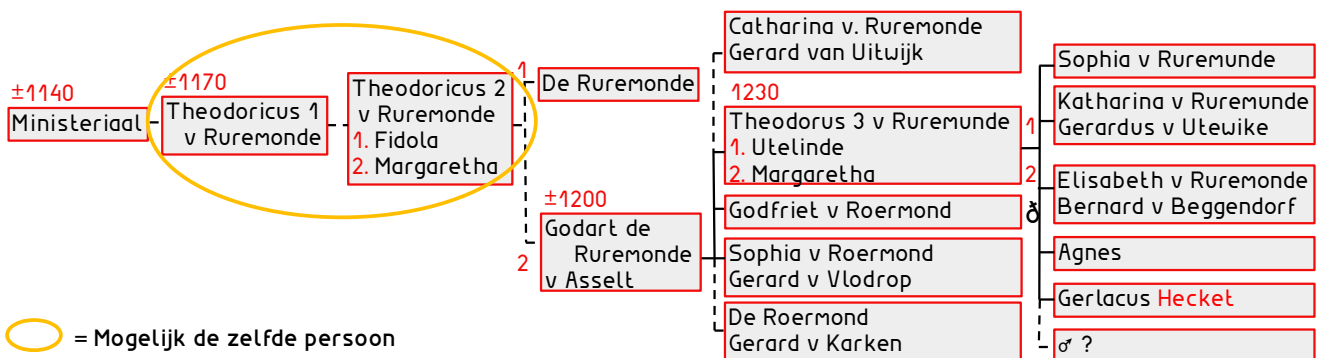 ±1140
Ministeriaal
±1170
Theodoricus 1
v Ruremonde
Theodoricus 2
v Ruremonde
1. Fidola
2. Margaretha
1
De Ruremonde
±1200
2
Godart de
Ruremonde
v Asselt
Catharina v. Ruremonde
Gerard van Uitwijk
1230
Theodorus 3 v Ruremunde
1. Utelinde
2. Margaretha
Godfriet v Roermond
Sophia v Roermond
Gerard v Vlodrop
De Roermond
Gerard v Karken
1
2
ð
Sophia v Ruremunde
Katharina v Ruremunde
Gerardus v Utewike
Elisabeth v Ruremonde
Bernard v Beggendorf
Agnes
Gerlacus Hecket
♂ ?
= Mogelijk de zelfde persoon